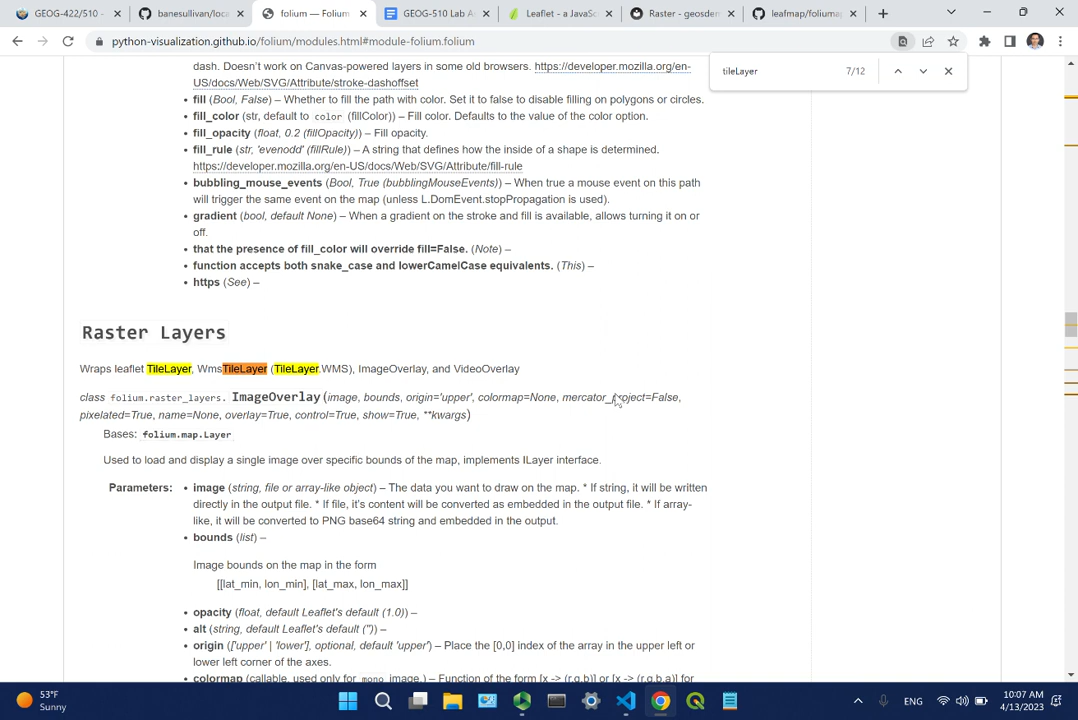 GEOG-422/510
banesullivan/loca
folium — Folium
GEOG-510 Lab A
Leaflet - a JavaSc
Raster - geosdem
leafmap/foliumap
python-visualization.github.io/folium/modules.html#module-folium.folium
tileLayer 7/12
dash. Doesn't work on Canvas-powered layers in some old browsers. https://developer.mozilla.org/en-
US/docs/Web/SVG/Attribute/stroke-dashoffset
• fill (Bool, False) – Whether to fill the path with color. Set it to false to disable filling on polygons or circles.
• fill_color (str, default to color (fillColor)) – Fill color. Defaults to the value of the color option.
• fill_opacity (float, 0.2 (fillOpacity)) – Fill opacity.
• fill_rule (str, 'evenodd' (fillRule)) – A string that defines how the inside of a shape is determined.
https://developer.mozilla.org/en-US/docs/Web/SVG/Attribute/fill-rule
• bubbling_mouse_events (Bool, True (bubblingMouseEvents)) – When true a mouse event on this path
will trigger the same event on the map (unless L.DomEvent.stopPropagation is used).
• gradient (bool, default None) – When a gradient on the stroke and fill is available, allows turning it on or
off.
• that the presence of fill_color will override fill=False. (Note) –
• function accepts both snake_case and lowerCamelCase equivalents. (This) –
• https (See) –
Raster Layers
Wraps leaflet TileLayer, WmsTileLayer (TileLayer.WMS), ImageOverlay, and VideoOverlay
class folium.raster_layers. ImageOverlay(image, bounds, origin='upper', colormap=None, mercator_project=False,
pixelated=True, name=None, overlay=True, control=True, show=True, **kwargs)
Bases: folium.map.Layer
Used to load and display a single image over specific bounds of the map, implements ILayer interface.
Parameters: • image (string, file or array-like object) – The data you want to draw on the map. * If string, it will be written
directly in the output file. * If file, it's content will be converted as embedded in the output file. * If array-
like, it will be converted to PNG base64 string and embedded in the output.
• bounds (list) –
Image bounds on the map in the form
[[lat_min, lon_min], [lat_max, lon_max]]
• opacity (float, default Leaflet's default (1.0)) –
• alt (string, default Leaflet's default ('')) –
• origin (['upper' | 'lower'], optional, default 'upper') – Place the [0,0] index of the array in the upper left or
lower left corner of the axes.
• colormap (callable, used only for mono image.) – Function of the form [x -> (r,g,b)] or [x -> (r,g,b,a)] for
53°F
Sunny
ENG
10:07 AM
4/13/2023